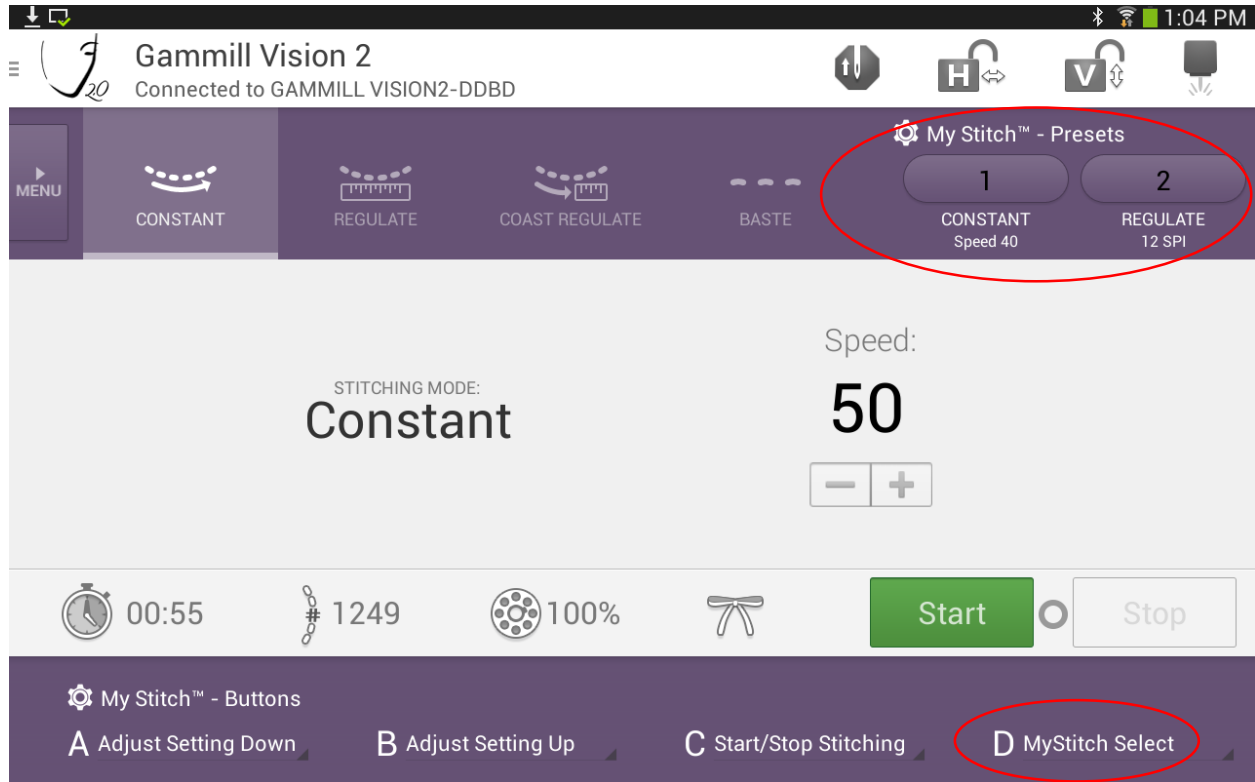 1:04 PM
20
Gammill Vision 2
Connected to GAMMILL VISION2-DDBD
H
V
MENU
CONSTANT
REGULATE
COAST REGULATE
BASTE
My Stitch™ - Presets
1
2
CONSTANT
REGULATE
Speed 40
12 SPI
STITCHING MODE:
Constant
Speed:
50
00:55
# 1249
100%
Start
Stop
My Stitch™ - Buttons
A Adjust Setting Down
B Adjust Setting Up
C Start/Stop Stitching
D MyStitch Select